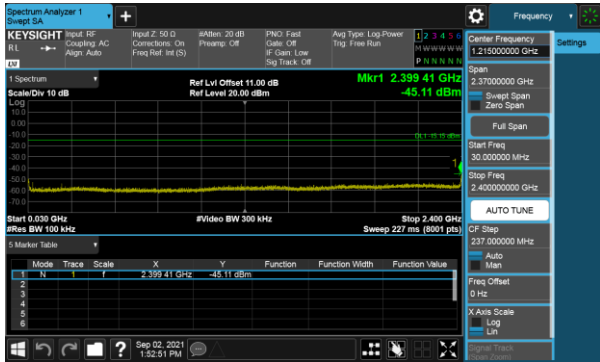 Spectrum Analyzer 1
Swept SA
Frequency
KEYSIGHT
RL
Input: RF
Coupling: AC
Align: Auto
Input Z: 50 Ω
Corrections: On
Freq Ref: Int (S)
#Atten: 20 dB
Preamp: Off
PNO: Fast
Gate: Off
IF Gain: Low
Sig Track: Off
Avg Type: Log-Power
Trig: Free Run
1 2 3 4 5 6
M W W W W W
P N N N N N
Center Frequency
1.215000000 GHz
Settings
Span
2.37000000 GHz
Swept Span
Zero Span
Full Span
Start Freq
30.000000 MHz
Stop Freq
2.400000000 GHz
AUTO TUNE
CF Step
237.000000 MHz
Auto
Man
Freq Offset
0 Hz
X Axis Scale
Log
Lin
Signal Track
(Span Zoom)
1 Spectrum
Scale/Div 10 dB
Ref Lvl Offset 11.00 dB
Ref Level 20.00 dBm
Mkr1 2.399 41 GHz
-45.11 dBm
Log
10.0
0.00
-10.0
-20.0
-30.0
-40.0
-50.0
-60.0
-70.0
DL1 -15.15 dBm
1
Start 0.030 GHz
#Res BW 100 kHz
#Video BW 300 kHz
Stop 2.400 GHz
Sweep 227 ms (8001 pts)
5 Marker Table
Mode Trace Scale X Y Function Function Width Function Value
1 N 1 f 2.399 41 GHz -45.11 dBm
2
3
4
5
6
?
Sep 02, 2021
1:52:51 PM